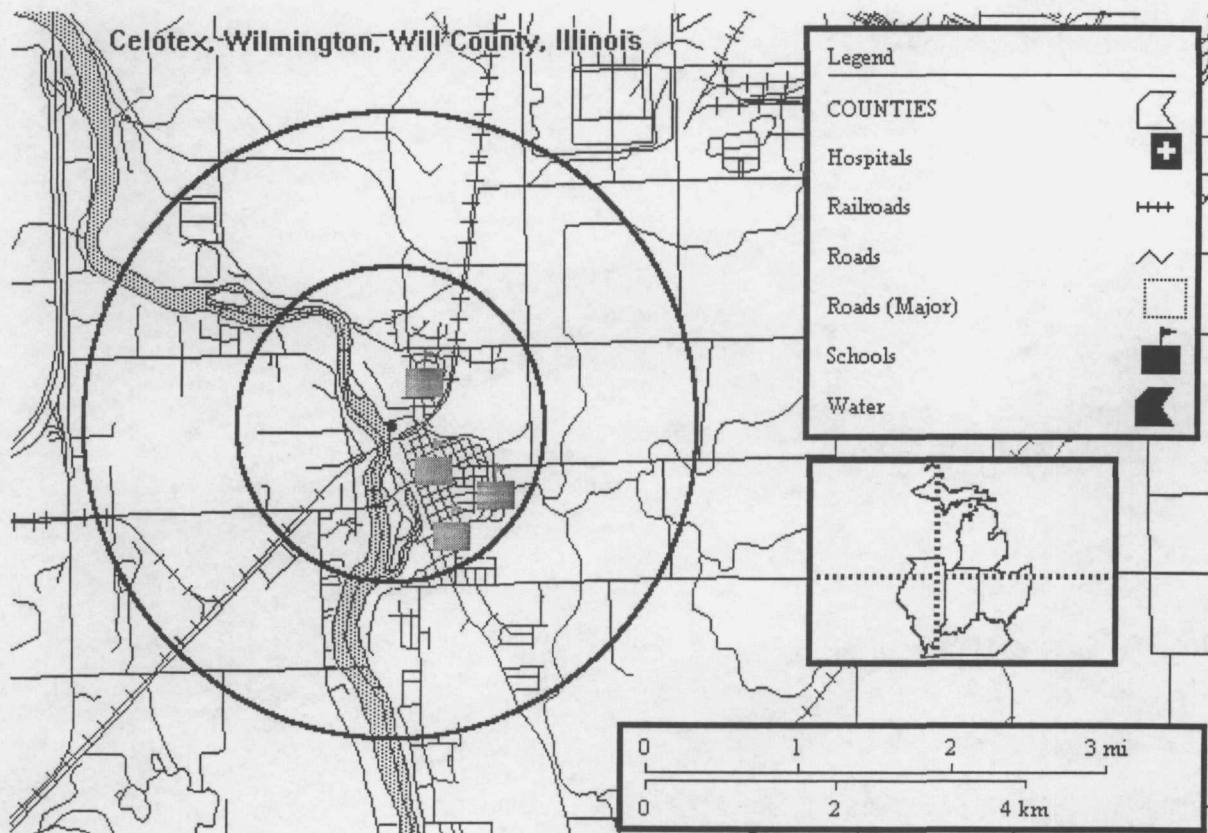 Celotex, Wilmington, Will County, Illinois
Legend
COUNTIES
Hospitals
Railroads
Roads
Roads (Major)
Schools
Water
0 1 2 3 mi
0 2 4 km